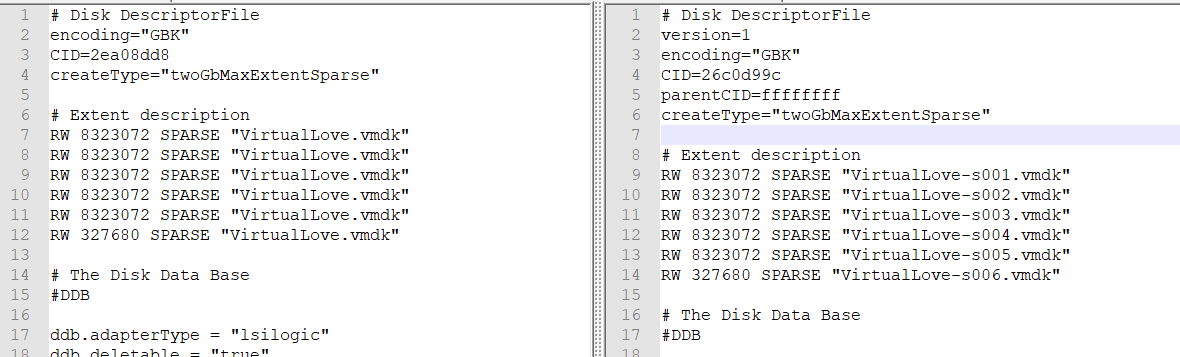 1 # Disk DescriptorFile
2 encoding="GBK"
3 CID=2ea08dd8
4 createType="twoGbMaxExtentSparse"
5
6 # Extent description
7 RW 8323072 SPARSE "VirtualLove.vmdk"
8 RW 8323072 SPARSE "VirtualLove.vmdk"
9 RW 8323072 SPARSE "VirtualLove.vmdk"
10 RW 8323072 SPARSE "VirtualLove.vmdk"
11 RW 8323072 SPARSE "VirtualLove.vmdk"
12 RW 327680 SPARSE "VirtualLove.vmdk"
13
14 # The Disk Data Base
15 #DDB
16
17 ddb.adapterType = "lsilogic"
18 ddb.deletable = "true"
1 # Disk DescriptorFile
2 version=1
3 encoding="GBK"
4 CID=26c0d99c
5 parentCID=ffffffff
6 createType="twoGbMaxExtentSparse"
7
8 # Extent description
9 RW 8323072 SPARSE "VirtualLove-s001.vmdk"
10 RW 8323072 SPARSE "VirtualLove-s002.vmdk"
11 RW 8323072 SPARSE "VirtualLove-s003.vmdk"
12 RW 8323072 SPARSE "VirtualLove-s004.vmdk"
13 RW 8323072 SPARSE "VirtualLove-s005.vmdk"
14 RW 327680 SPARSE "VirtualLove-s006.vmdk"
15
16 # The Disk Data Base
17 #DDB
18